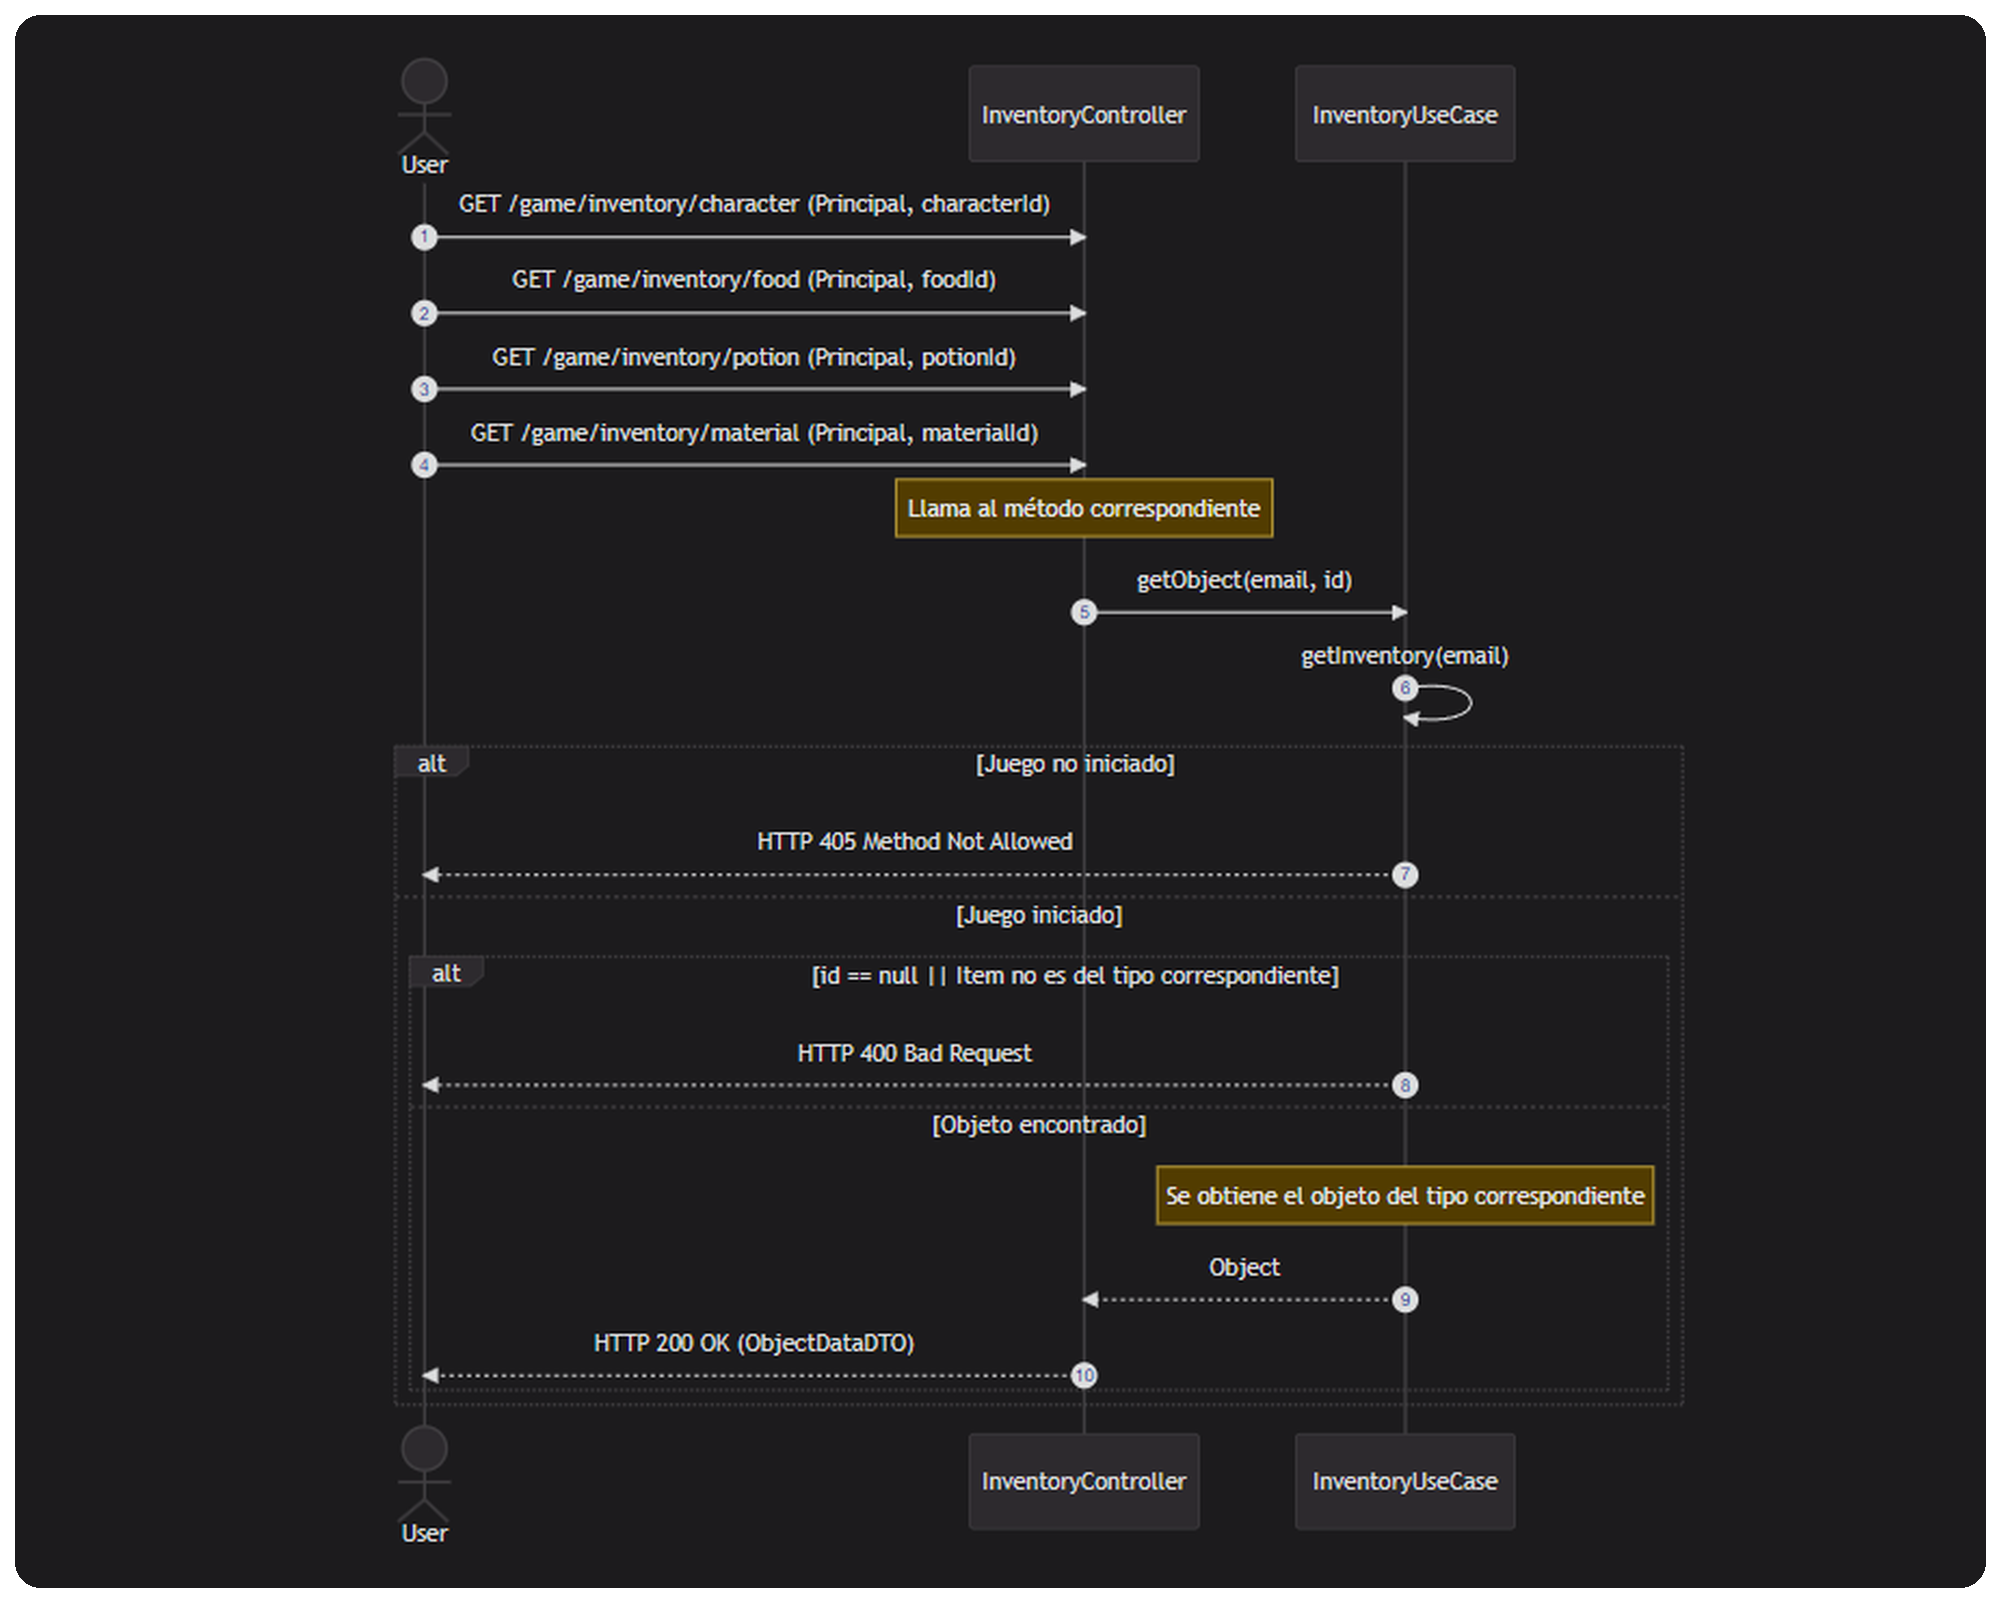 User
InventoryController
InventoryUseCase
GET /game/inventory/character (Principal, characterId)
1
GET /game/inventory/food (Principal, foodId)
2
GET /game/inventory/potion (Principal, potionId)
3
GET /game/inventory/material (Principal, materialId)
4
Llama al método correspondiente
getObject(email, id)
5
getInventory(email)
6
alt
[Juego no iniciado]
HTTP 405 Method Not Allowed
7
[Juego iniciado]
alt
[id == null || Item no es del tipo correspondiente]
HTTP 400 Bad Request
8
[Objeto encontrado]
Se obtiene el objeto del tipo correspondiente
Object
9
HTTP 200 OK (ObjectDataDTO)
10
User
InventoryController
InventoryUseCase